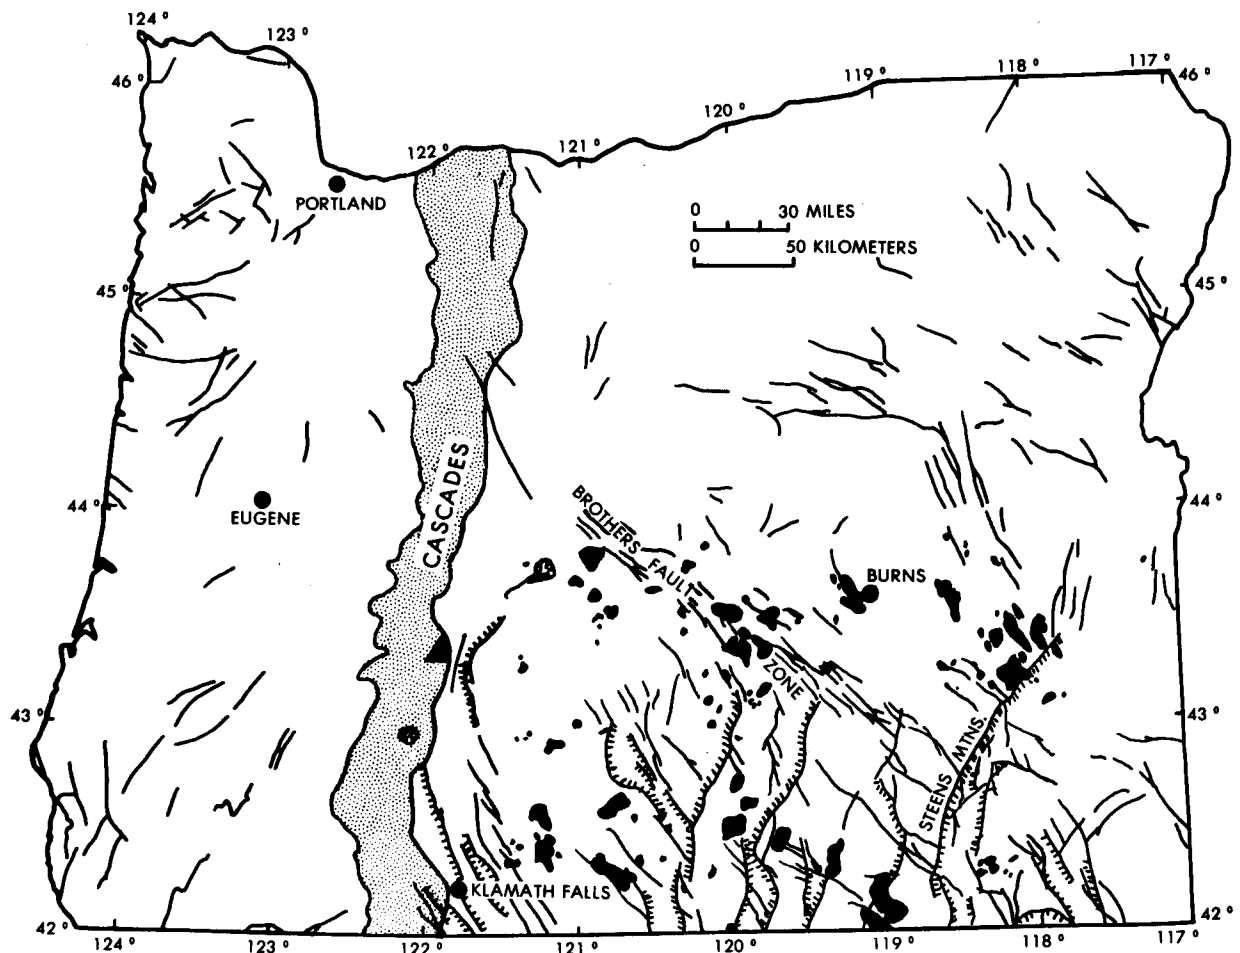 124°
123°
46°
122°
121°
120°
119°
118°
117°
46°
PORTLAND
0 30 MILES
0 50 KILOMETERS
45°
45°
CASCADES
44°
44°
EUGENE
BROTHERS FAULT ZONE
BURNS
43°
43°
STEENS MTNS.
KLAMATH FALLS
42°
42°
124°
123°
122°
121°
120°
119°
118°
117°